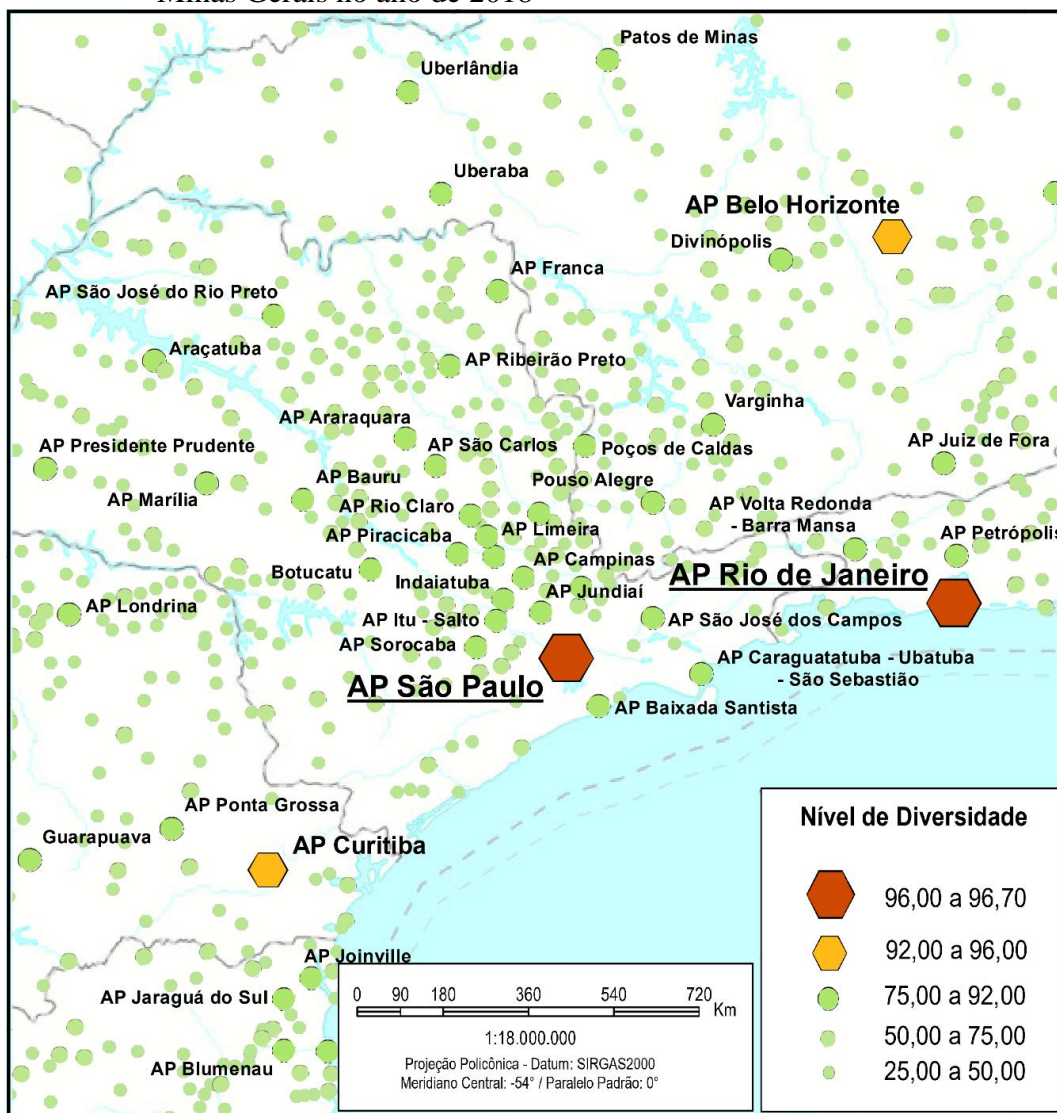 Minas Gerais no ano de 2018
Patos de Minas
Uberlândia
Uberaba
AP Belo Horizonte
Divinópolis
AP Franca
AP São José do Rio Preto
Araçatuba
AP Ribeirão Preto
Varginha
AP Araraquara
AP São Carlos
Poços de Caldas
AP Juiz de Fora
AP Presidente Prudente
AP Marília
AP Bauru
Pouso Alegre
AP Rio Claro
AP Limeira
AP Volta Redonda
- Barra Mansa
AP Petrópolis
AP Piracicaba
AP Campinas
Botucatu
Indaiatuba
AP Rio de Janeiro
AP Jundiaí
AP Londrina
AP Itu - Salto
AP São José dos Campos
AP Sorocaba
AP Caraguatatuba - Ubatuba
- São Sebastião
AP São Paulo
AP Baixada Santista
AP Ponta Grossa
Guarapuava
AP Curitiba
AP Joinville
AP Jaraguá do Sul
AP Blumenau
0 90 180 360 540 720
Km
1:18.000.000
Projeção Policônica - Datum: SIRGAS2000
Meridiano Central: -54° / Paralelo Padrão: 0°
Nível de Diversidade
96,00 a 96,70
92,00 a 96,00
75,00 a 92,00
50,00 a 75,00
25,00 a 50,00